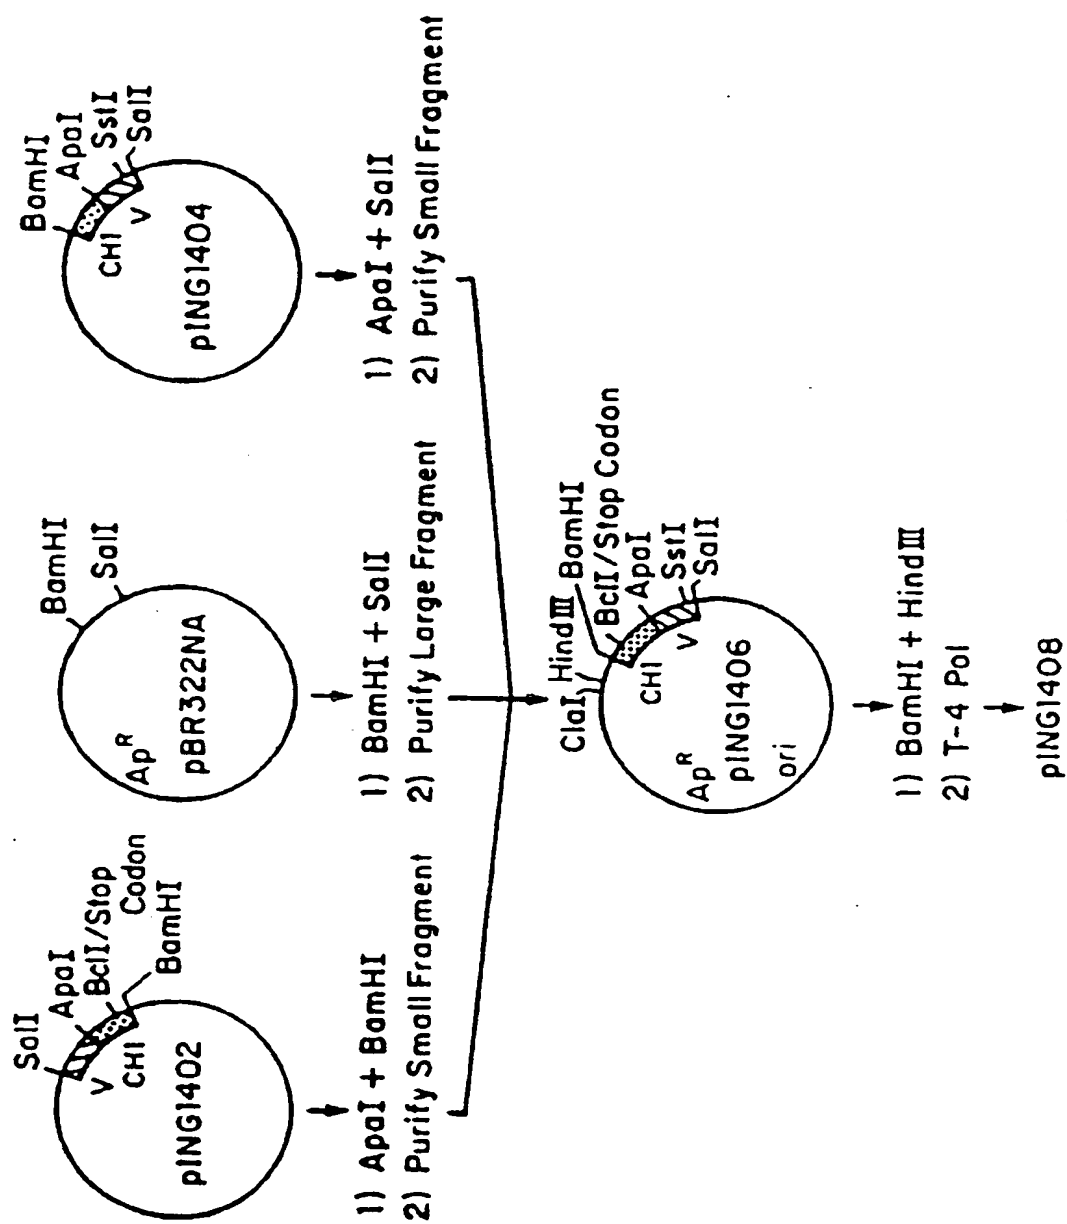 SalI
ApaI
BclI/Stop
Codon
BamHI
V
CH1
pING1402
1) ApaI + BamHI
2) Purify Small Fragment
BamHI
SalI
Ap^R
pBR322NA
1) BamHI + SalI
2) Purify Large Fragment
BamHI
ApaI
SstI
SalI
CH1
V
pING1404
1) ApaI + SalI
2) Purify Small Fragment
ClaI
HindIII
BamHI
BclI/Stop Codon
ApaI
SstI
SalI
CH1
V
Ap^R
pING1406
ori
1) BamHI + HindIII
2) T-4 Pol
pING1408